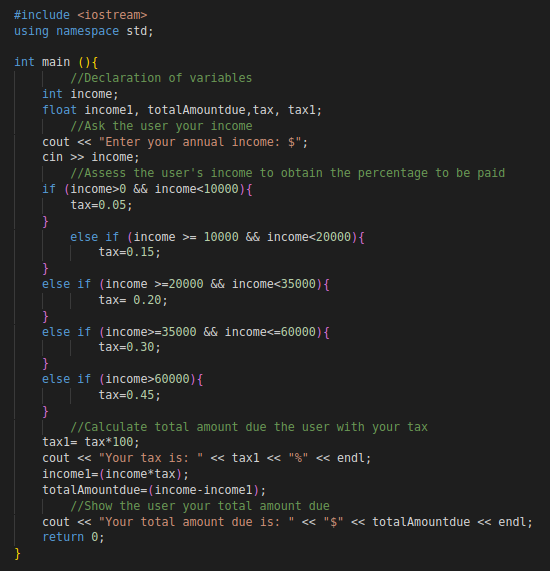 #include <iostream>
using namespace std;
int main (){
//Declaration of variables
int income;
float income1, totalAmountdue,tax, tax1;
//Ask the user your income
cout << "Enter your annual income: $";
cin >> income;
//Assess the user's income to obtain the percentage to be paid
if (income>0 && income<10000){
tax=0.05;
}
else if (income >= 10000 && income<20000){
tax=0.15;
}
else if (income >=20000 && income<35000){
tax= 0.20;
}
else if (income>=35000 && income<=60000){
tax=0.30;
}
else if (income>60000){
tax=0.45;
}
//Calculate total amount due the user with your tax
tax1= tax*100;
cout << "Your tax is: " << tax1 << "%" << endl;
income1=(income*tax);
totalAmountdue=(income-income1);
//Show the user your total amount due
cout << "Your total amount due is: " << "$" << totalAmountdue << endl;
return 0;
}